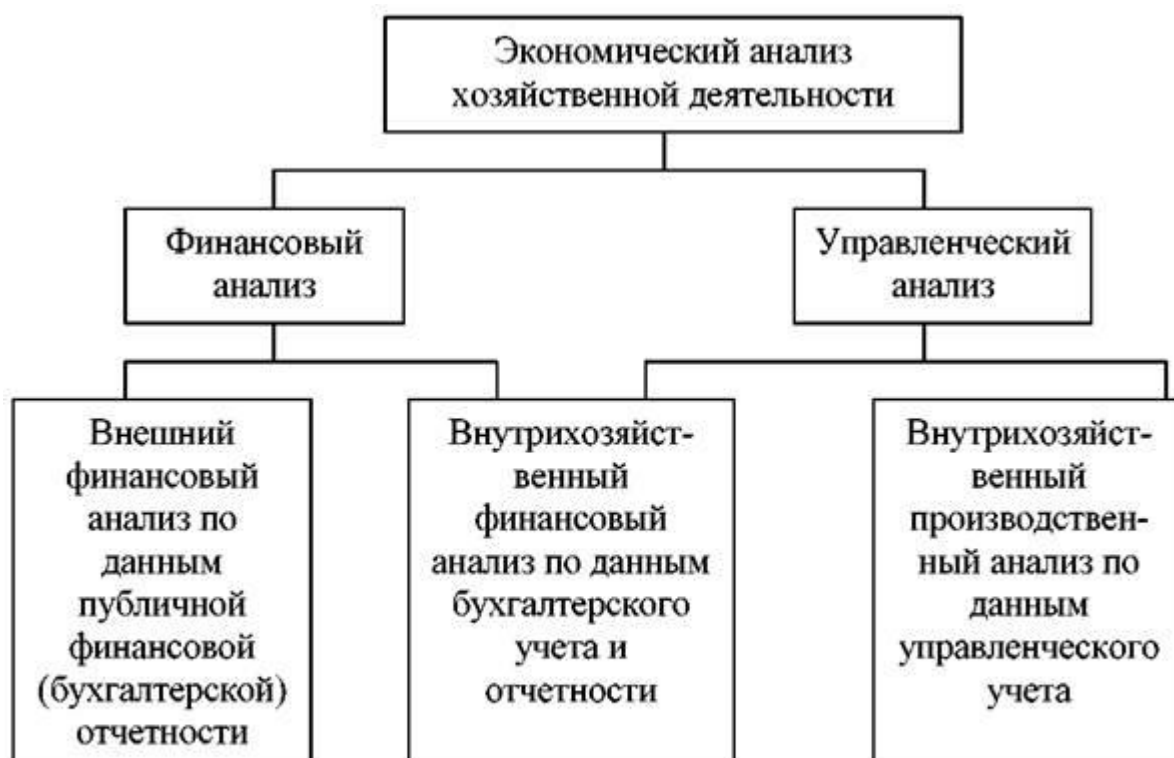 Экономический анализ
хозяйственной деятельности
Финансовый
анализ
Управленческий
анализ
Внешний
финансовый
анализ по
данным
публичной
финансовой
(бухгалтерской)
отчетности
Внутрихозяйст-
венный
финансовый
анализ по данным
бухгалтерского
учета и
отчетности
Внутрихозяйст-
венный
производствен-
ный анализ по
данным
управленческого
учета